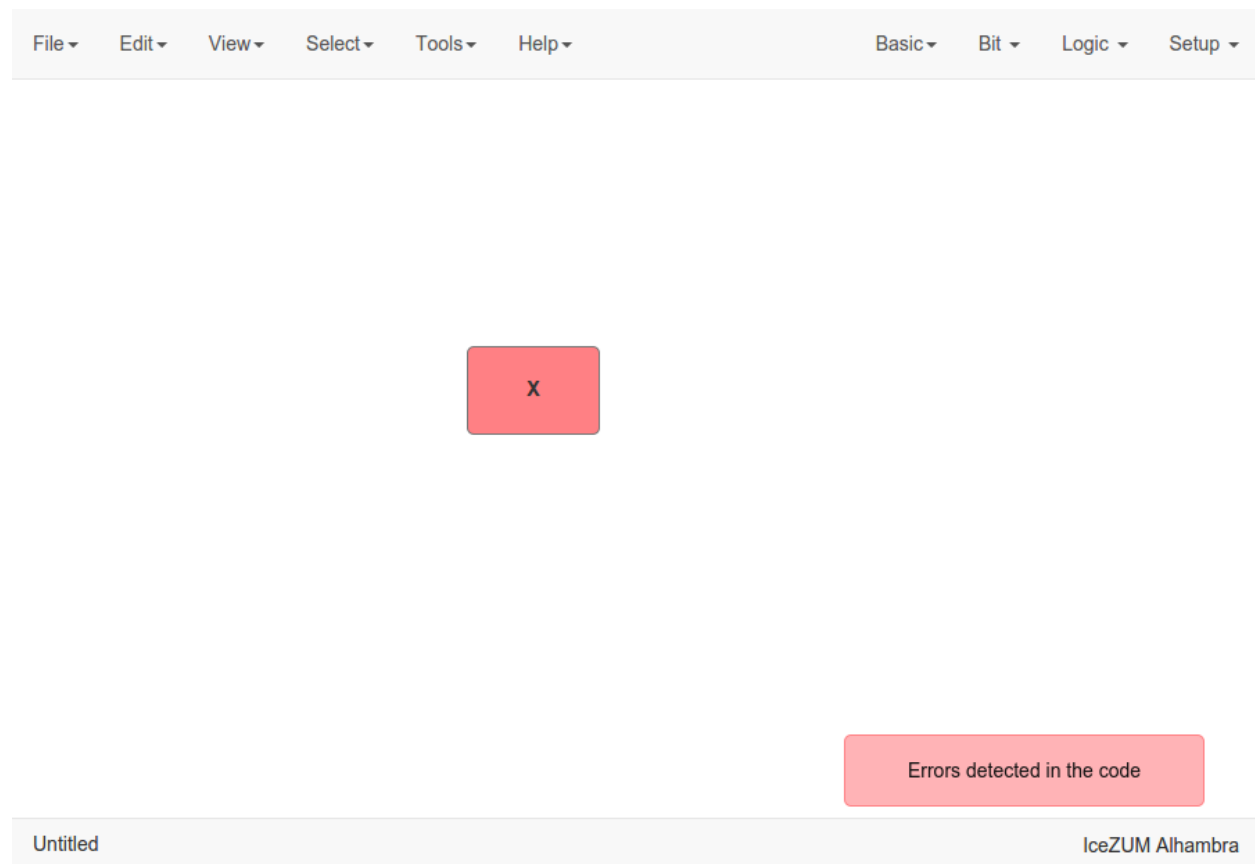 File Edit View Select Tools Help Basic Bit Logic Setup
X
Errors detected in the code
Untitled IceZUM Alhambra